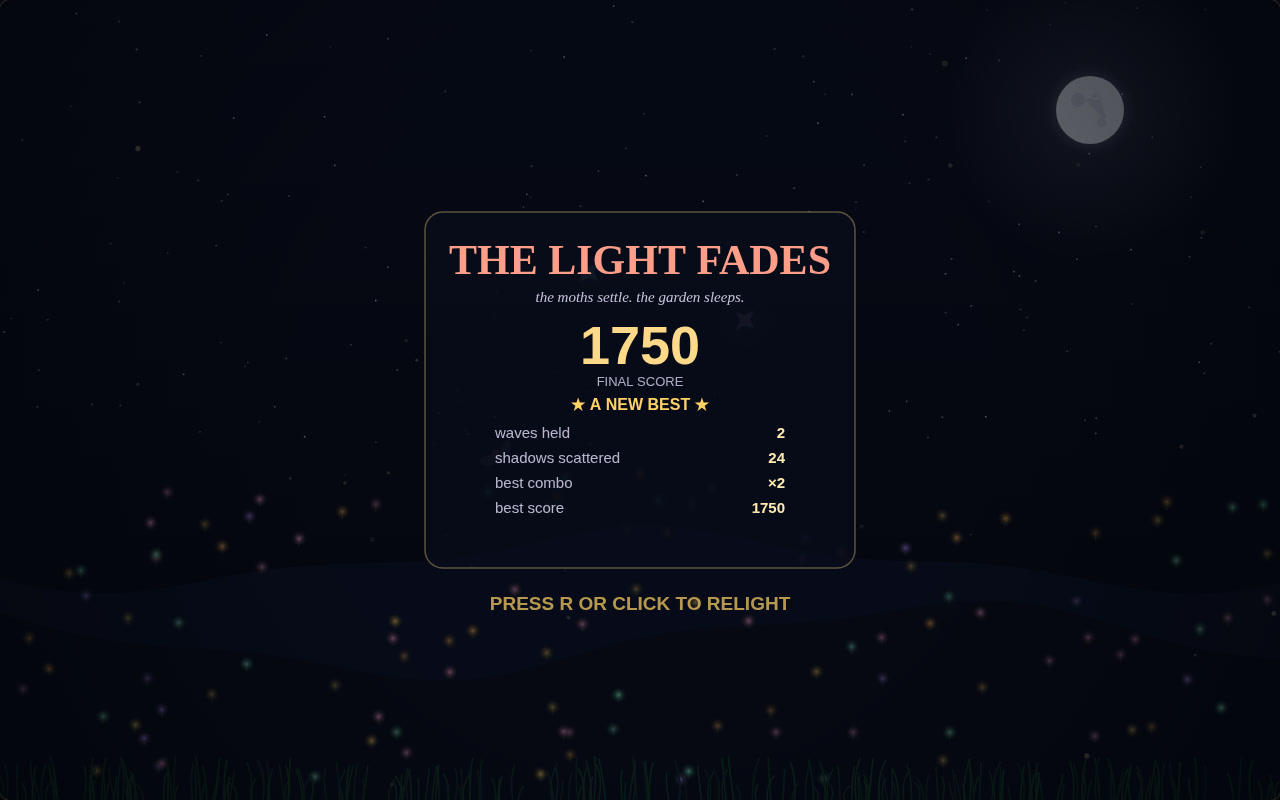 THE LIGHT FADES
the moths settle. the garden sleeps.
1750
FINAL SCORE
★ A NEW BEST ★
waves held 2
shadows scattered 24
best combo ×2
best score 1750
PRESS R OR CLICK TO RELIGHT